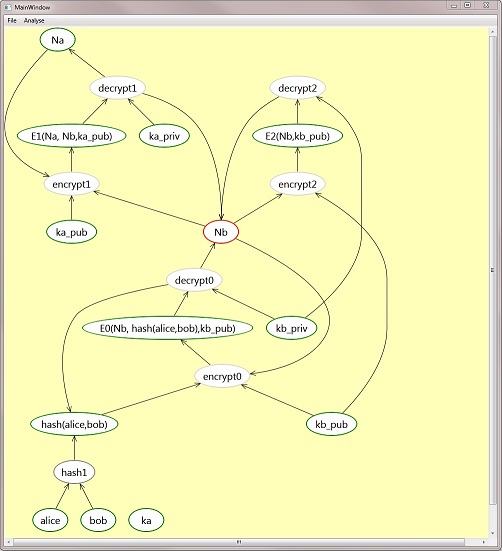 MainWindow
File Analyse
Na
decrypt1 decrypt2
E1(Na, Nb,ka_pub) ka_priv E2(Nb,kb_pub)
encrypt1 encrypt2
ka_pub Nb
decrypt0
E0(Nb, hash(alice,bob),kb_pub) kb_priv
encrypt0
hash(alice,bob) kb_pub
hash1
alice bob ka